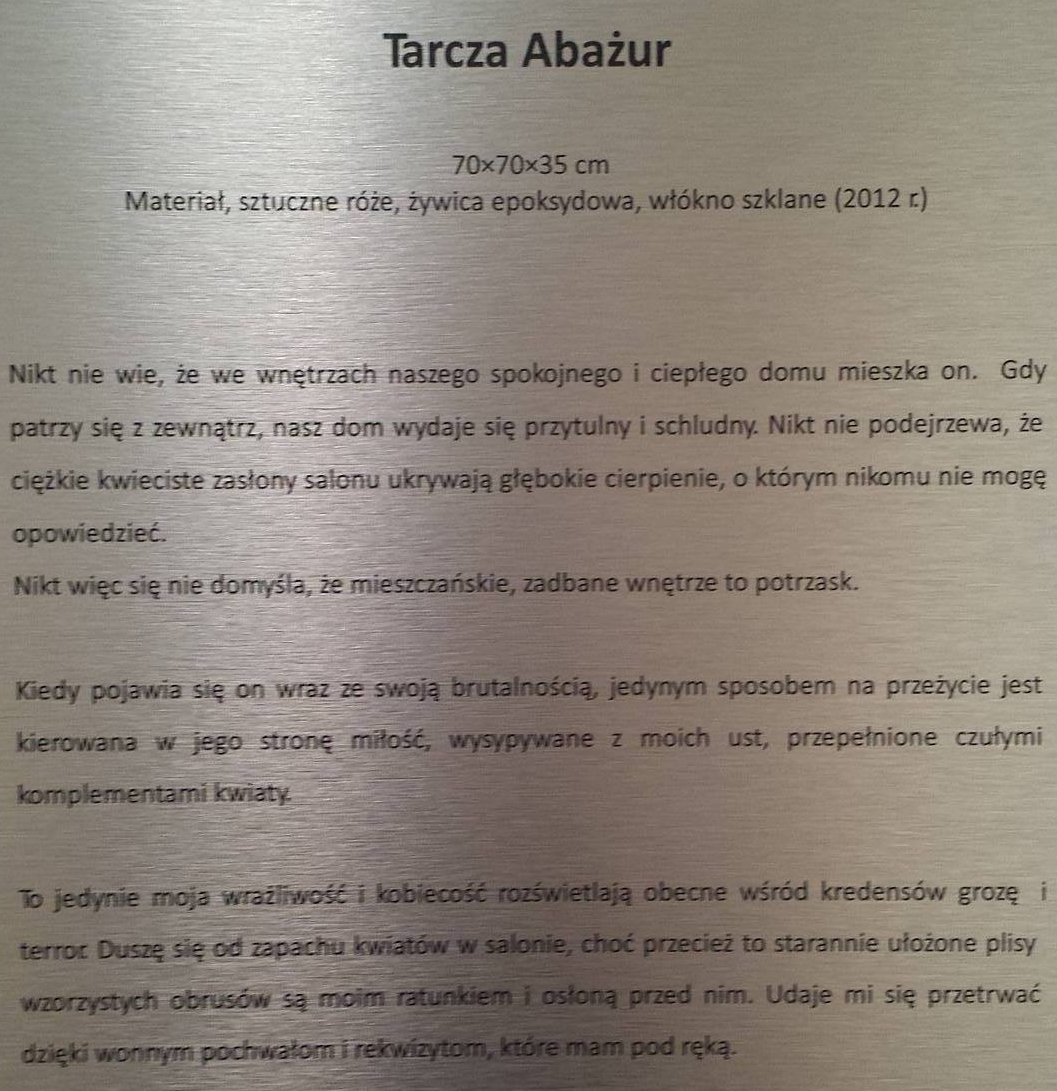 Tarcza Abażur
70×70×35 cm
Materiał, sztuczne róże, żywica epoksydowa, włókno szklane (2012 r.)
Nikt nie wie, że we wnętrzach naszego spokojnego i ciepłego domu mieszka on. Gdy
patrzy się z zewnątrz, nasz dom wydaje się przytulny i schludny. Nikt nie podejrzewa, że
ciężkie kwieciste zasłony salonu ukrywają głębokie cierpienie, o którym nikomu nie mogę
opowiedzieć.
Nikt więc się nie domyśla, że mieszczańskie, zadbane wnętrze to potrzask.
Kiedy pojawia się on wraz ze swoją brutalnością, jedynym sposobem na przeżycie jest
kierowana w jego stronę miłość, wysypywane z moich ust, przepełnione czułymi
komplementami kwiaty.
To jedynie moja wrażliwość i kobiecość rozświetlają obecne wśród kredensów grozę i
terror. Duszę się od zapachu kwiatów w salonie, choć przecież to starannie ułożone plisy
wzorzystych obrusów są moim ratunkiem i osłoną przed nim. Udaje mi się przetrwać
dzięki wonnym pochwałom i rekwizytom, które mam pod ręką.